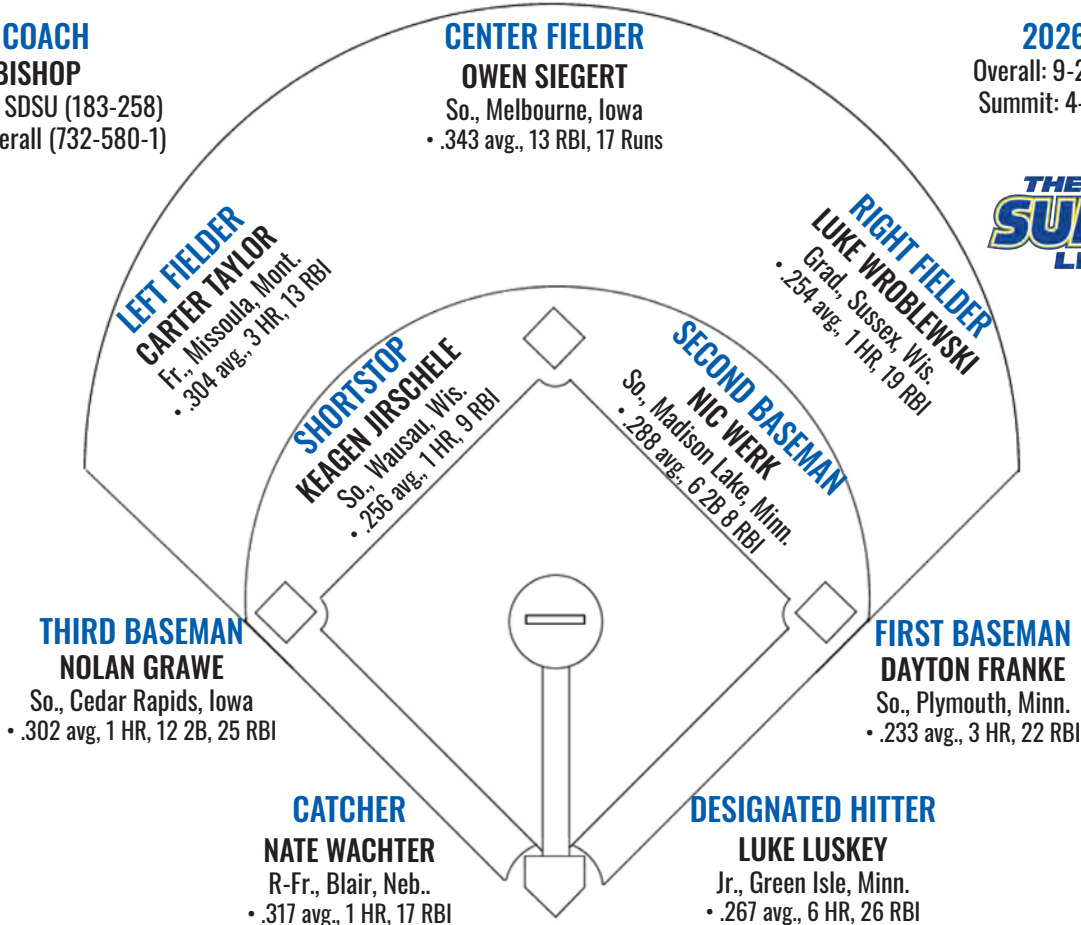 COACH
BISHOP
SDSU (183-258)
erall (732-580-1)
CENTER FIELDER
OWEN SIEGERT
So., Melbourne, Iowa
• .343 avg., 13 RBI, 17 Runs
2026
Overall: 9-2
Summit: 4-
THE
SU
L
LEFT FIELDER
CARTER TAYLOR
Fr., Missoula, Mont.
• .304 avg., 3 HR, 13 RBI
RIGHT FIELDER
LUKE WROBLEWSKI
Grad., Sussex, Wis.
• .254 avg., 1 HR, 19 RBI
SHORTSTOP
KEAGEN JIRSCHELE
So., Wausau, Wis.
• .256 avg., 1 HR, 9 RBI
SECOND BASEMAN
NIC WERK
So., Madison Lake, Minn.
• .288 avg., 6 2B 8 RBI
THIRD BASEMAN
NOLAN GRAWE
So., Cedar Rapids, Iowa
• .302 avg, 1 HR, 12 2B, 25 RBI
FIRST BASEMAN
DAYTON FRANKE
So., Plymouth, Minn.
• .233 avg., 3 HR, 22 RBI
CATCHER
NATE WACHTER
R-Fr., Blair, Neb..
• .317 avg., 1 HR, 17 RBI
DESIGNATED HITTER
LUKE LUSKEY
Jr., Green Isle, Minn.
• .267 avg., 6 HR, 26 RBI